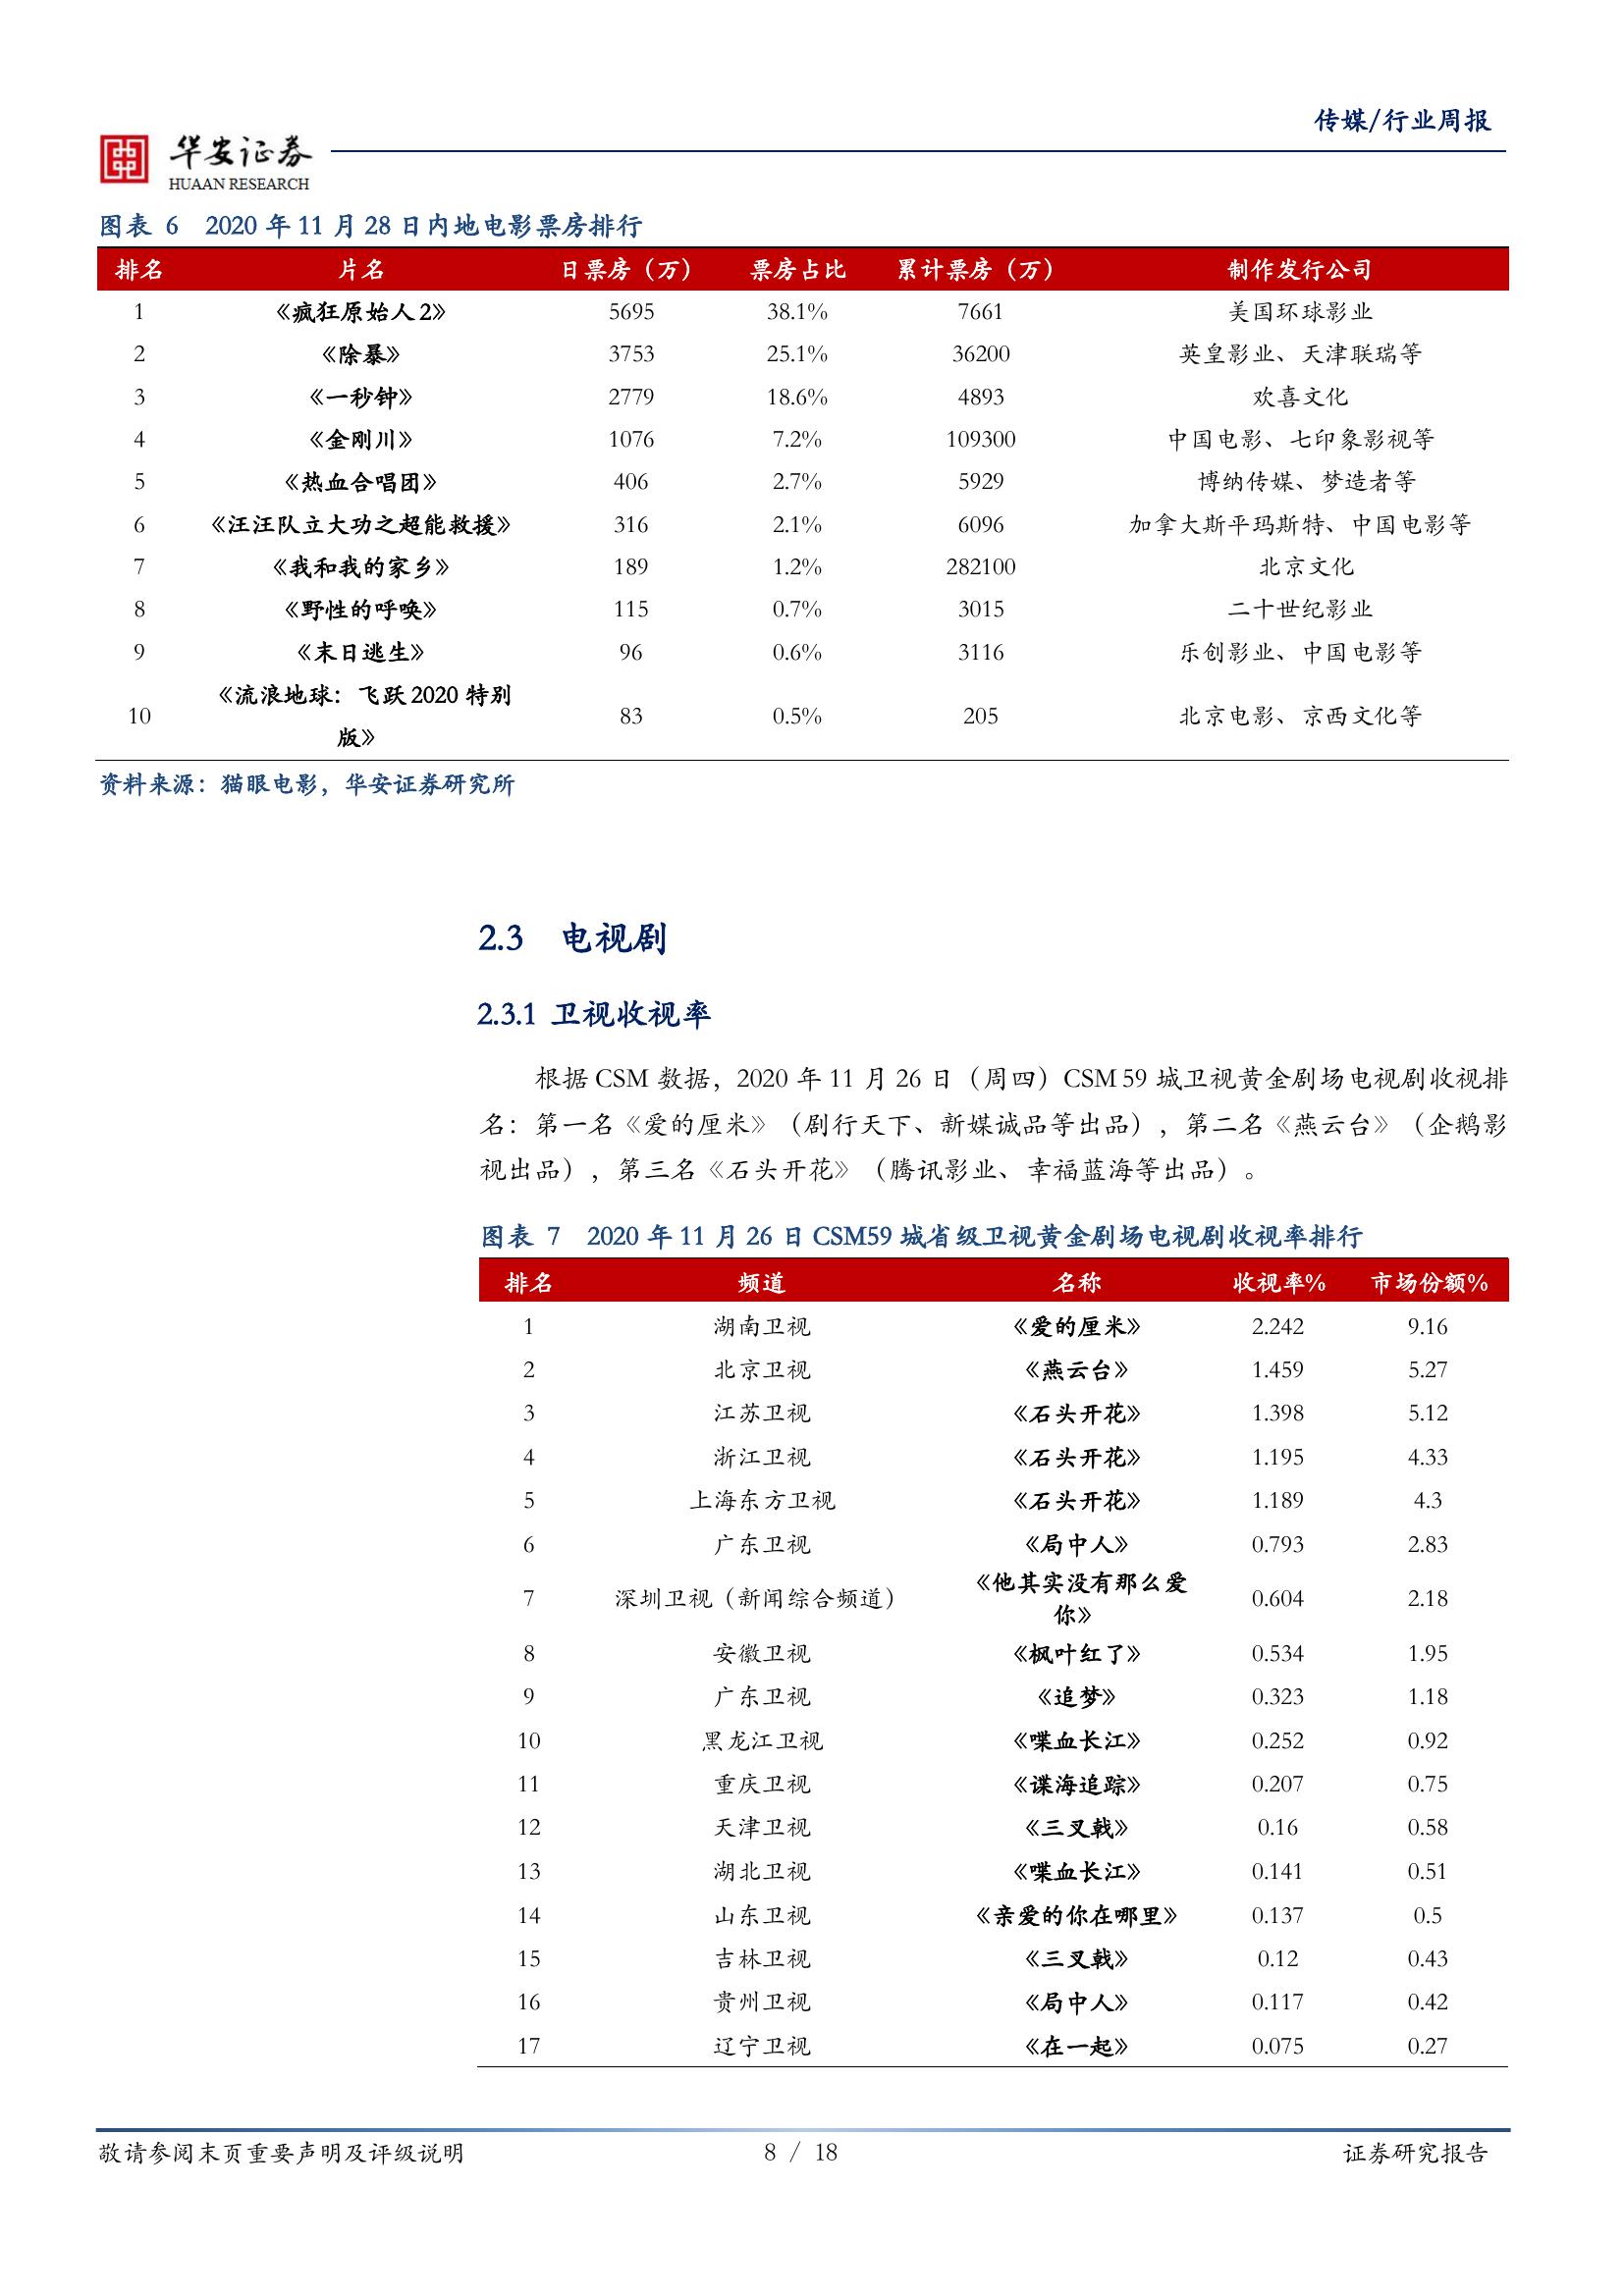 传媒/行业周报
华安证券
HUAAN RESEARCH
图表 6 2020 年 11 月 28 日内地电影票房排行
排名 片名 日票房（万） 票房占比 累计票房（万） 制作发行公司
1 《疯狂原始人2》 5695 38.1% 7661 美国环球影业
2 《除暴》 3753 25.1% 36200 英皇影业、天津联瑞等
3 《一秒钟》 2779 18.6% 4893 欢喜文化
4 《金刚川》 1076 7.2% 109300 中国电影、七印象影视等
5 《热血合唱团》 406 2.7% 5929 博纳传媒、梦造者等
6 《汪汪队立大功之超能救援》 316 2.1% 6096 加拿大斯平玛斯特、中国电影等
7 《我和我的家乡》 189 1.2% 282100 北京文化
8 《野性的呼唤》 115 0.7% 3015 二十世纪影业
9 《末日逃生》 96 0.6% 3116 乐创影业、中国电影等
10 《流浪地球：飞跃2020 特别
版》 83 0.5% 205 北京电影、京西文化等
资料来源：猫眼电影，华安证券研究所
2.3 电视剧
2.3.1 卫视收视率
根据 CSM 数据，2020 年 11 月 26 日（周四）CSM 59 城卫视黄金剧场电视剧收视排
名：第一名《爱的厘米》（剧行天下、新媒诚品等出品），第二名《燕云台》（企鹅影
视出品），第三名《石头开花》（腾讯影业、幸福蓝海等出品）。
图表 7 2020 年 11 月 26 日 CSM59 城省级卫视黄金剧场电视剧收视率排行
排名 频道 名称 收视率% 市场份额%
1 湖南卫视 《爱的厘米》 2.242 9.16
2 北京卫视 《燕云台》 1.459 5.27
3 江苏卫视 《石头开花》 1.398 5.12
4 浙江卫视 《石头开花》 1.195 4.33
5 上海东方卫视 《石头开花》 1.189 4.3
6 广东卫视 《局中人》 0.793 2.83
7 深圳卫视（新闻综合频道） 《他其实没有那么爱
你》 0.604 2.18
8 安徽卫视 《枫叶红了》 0.534 1.95
9 广东卫视 《追梦》 0.323 1.18
10 黑龙江卫视 《喋血长江》 0.252 0.92
11 重庆卫视 《谍海追踪》 0.207 0.75
12 天津卫视 《三叉戟》 0.16 0.58
13 湖北卫视 《喋血长江》 0.141 0.51
14 山东卫视 《亲爱的你在哪里》 0.137 0.5
15 吉林卫视 《三叉戟》 0.12 0.43
16 贵州卫视 《局中人》 0.117 0.42
17 辽宁卫视 《在一起》 0.075 0.27
敬请参阅末页重要声明及评级说明 8 / 18 证券研究报告